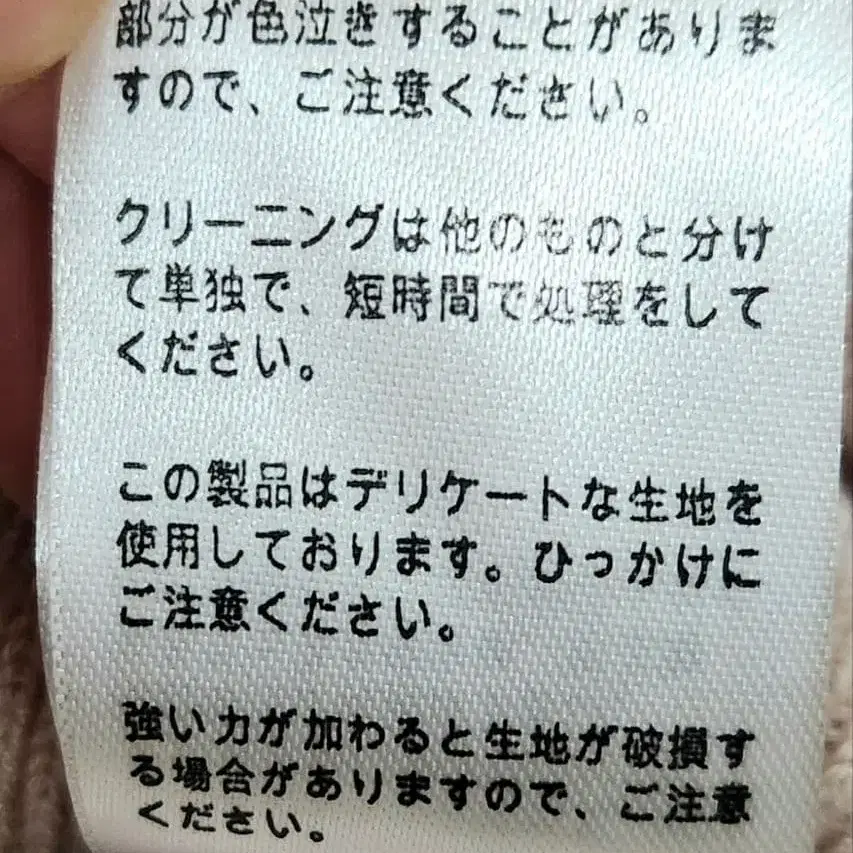 部分が色泣きすることがありま
すので、ご注意ください。
クリーニングは他のものと分け
て単独で、短時間で処理をして
ください。
この製品はデリケートな生地を
使用しております。ひっかけに
ご注意ください。
強い力が加わると生地が破損す
る場合がありますので、ご注意
ください。